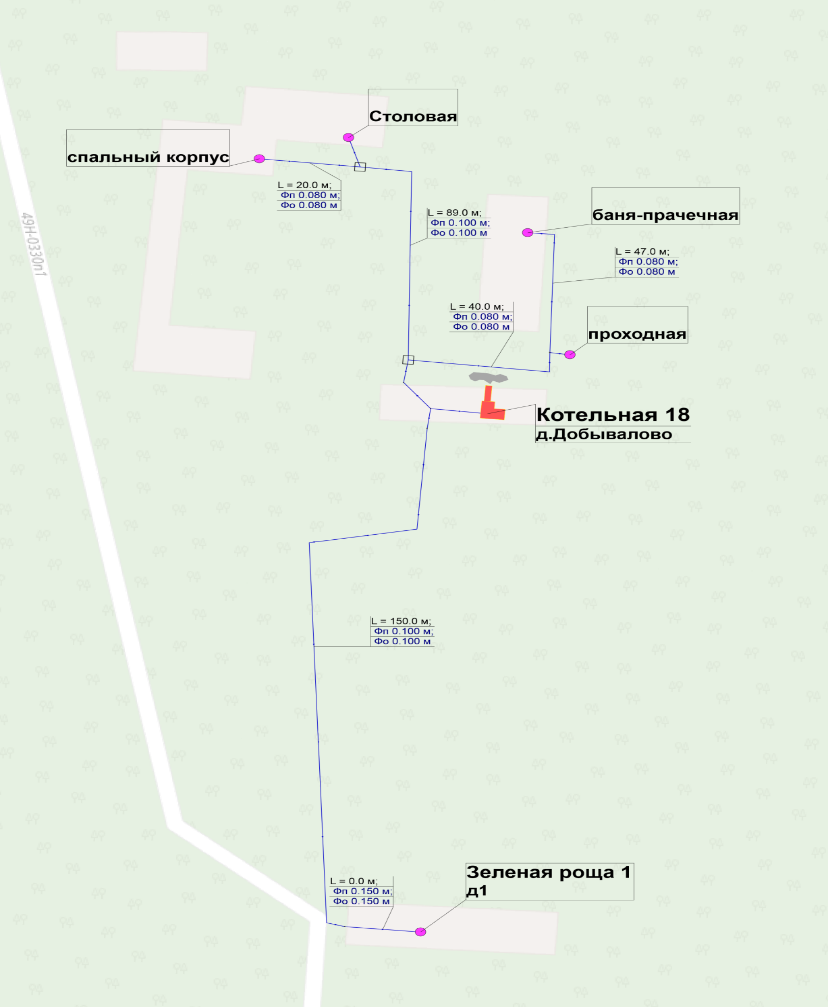 Столовая
спальный корпус
L = 20.0 м;
Фп 0.080 м;
Фо 0.080 м
L = 89.0 м;
Фп 0.100 м;
Фо 0.100 м
баня-прачечная
49Н-0330п1
L = 47.0 м;
Фп 0.080 м;
Фо 0.080 м
L = 40.0 м;
Фп 0.080 м;
Фо 0.080 м
проходная
Котельная 18
д.Добывалово
L = 150.0 м;
Фп 0.100 м;
Фо 0.100 м
Зеленая роща 1
д1
L = 0.0 м;
Фп 0.150 м;
Фо 0.150 м